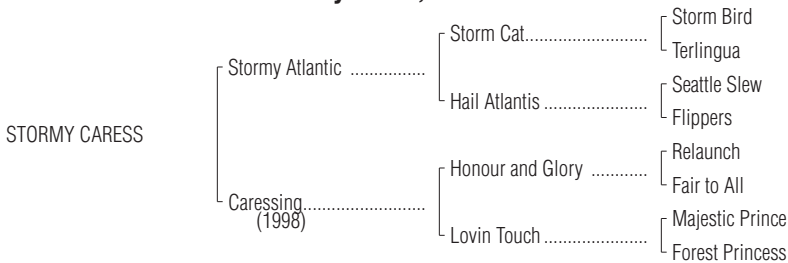 Storm Bird
Storm Cat..........................
Terlingua
Stormy Atlantic ................
Seattle Slew
Hail Atlantis ......................
Flippers
STORMY CARESS
Relaunch
Honour and Glory ............
Fair to All
Caressing..........................
(1998)
Majestic Prince
Lovin Touch ......................
Forest Princess